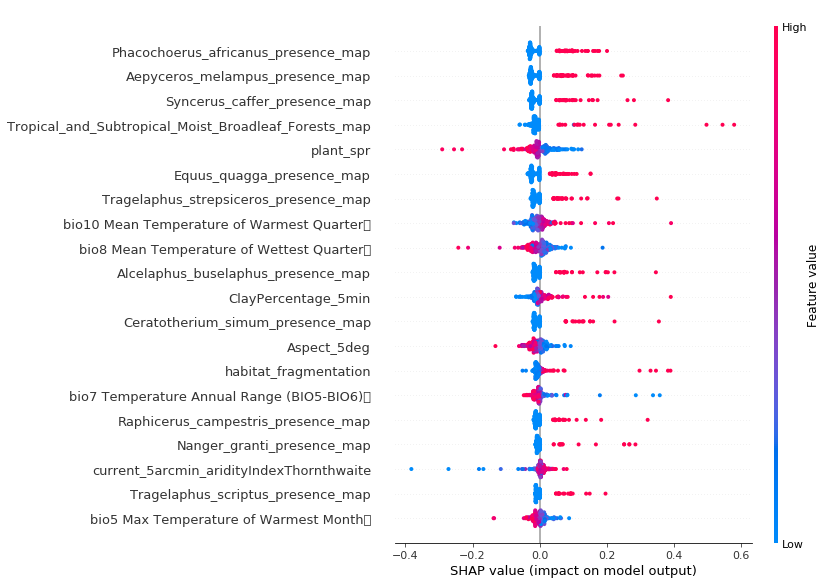 High
Phacochoerus_africanus_presence_map
Aepyceros_melampus_presence_map
Syncerus_caffer_presence_map
Tropical_and_Subtropical_Moist_Broadleaf_Forests_map
plant_spr
Equus_quagga_presence_map
Tragelaphus_strepsiceros_presence_map
bio10 Mean Temperature of Warmest Quarter
bio8 Mean Temperature of Wettest Quarter
Alcelaphus_buselaphus_presence_map
ClayPercentage_5min
Ceratotherium_simum_presence_map
Aspect_5deg
habitat_fragmentation
bio7 Temperature Annual Range (BIO5-BIO6)
Raphicerus_campestris_presence_map
Nanger_granti_presence_map
current_5arcmin_aridityIndexThornthwaite
Tragelaphus_scriptus_presence_map
bio5 Max Temperature of Warmest Month
Feature value
Low
−0.4 −0.2 0.0 0.2 0.4 0.6
SHAP value (impact on model output)